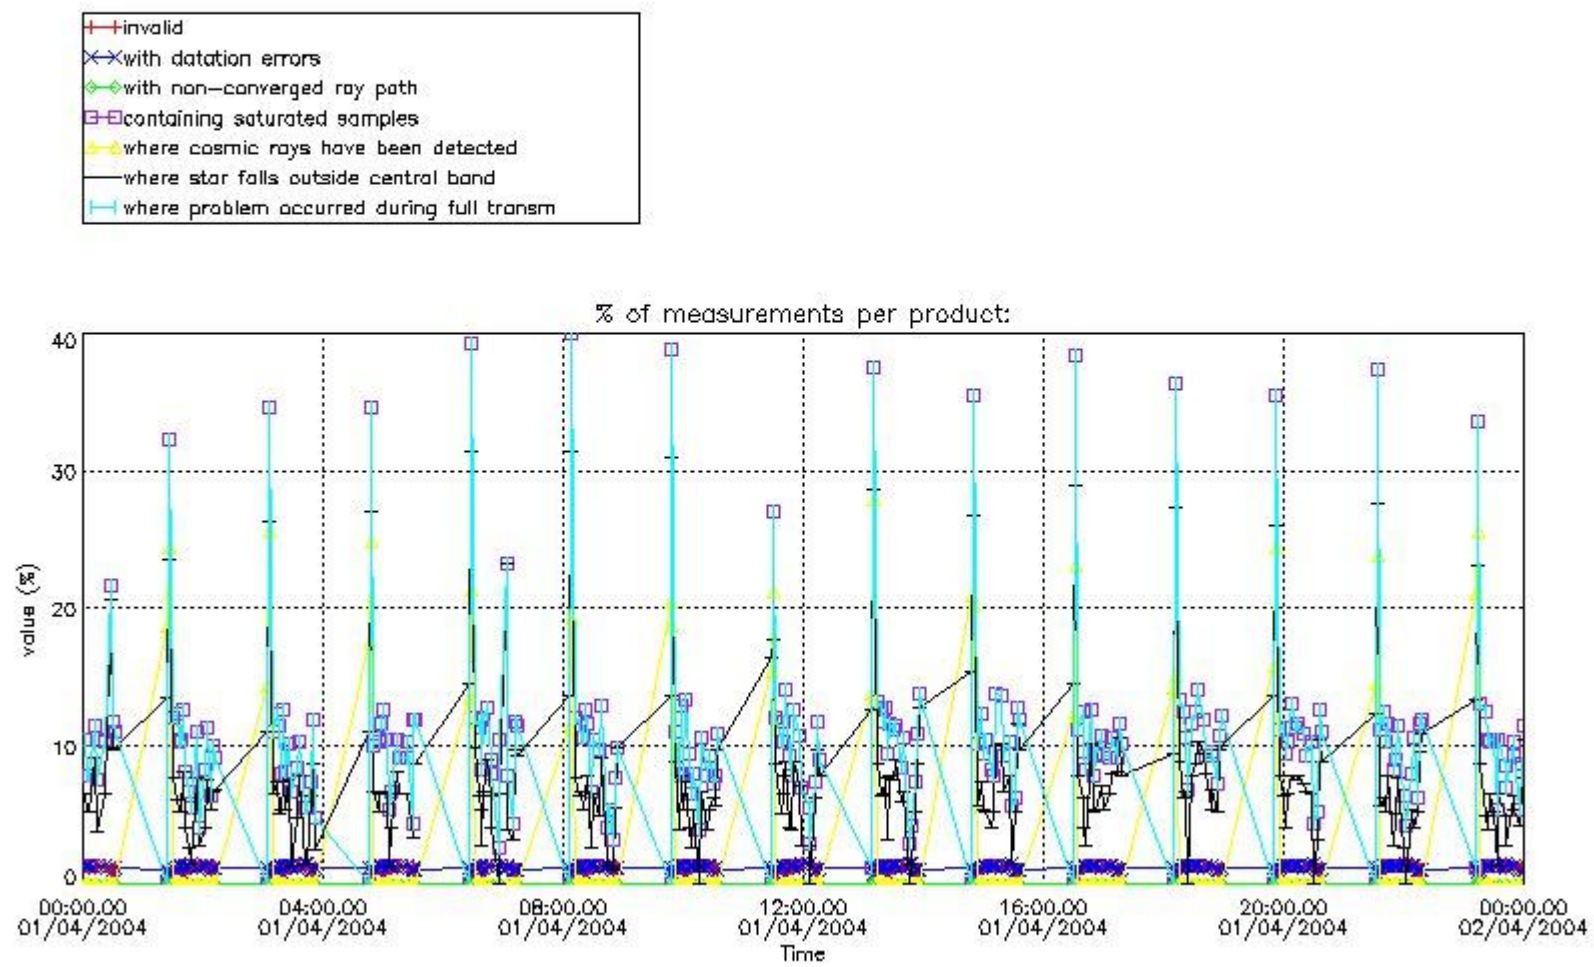 invalid
with datation errors
with non-converged ray path
containing saturated samples
where cosmic rays have been detected
where star falls outside central band
where problem occurred during full transm
% of measurements per product:
40
30
20
10
0
value (%)
00:00:00 04:00:00 08:00:00 12:00:00 16:00:00 20:00:00 00:00:00
01/04/2004 01/04/2004 01/04/2004 01/04/2004 01/04/2004 01/04/2004 02/04/2004
Time